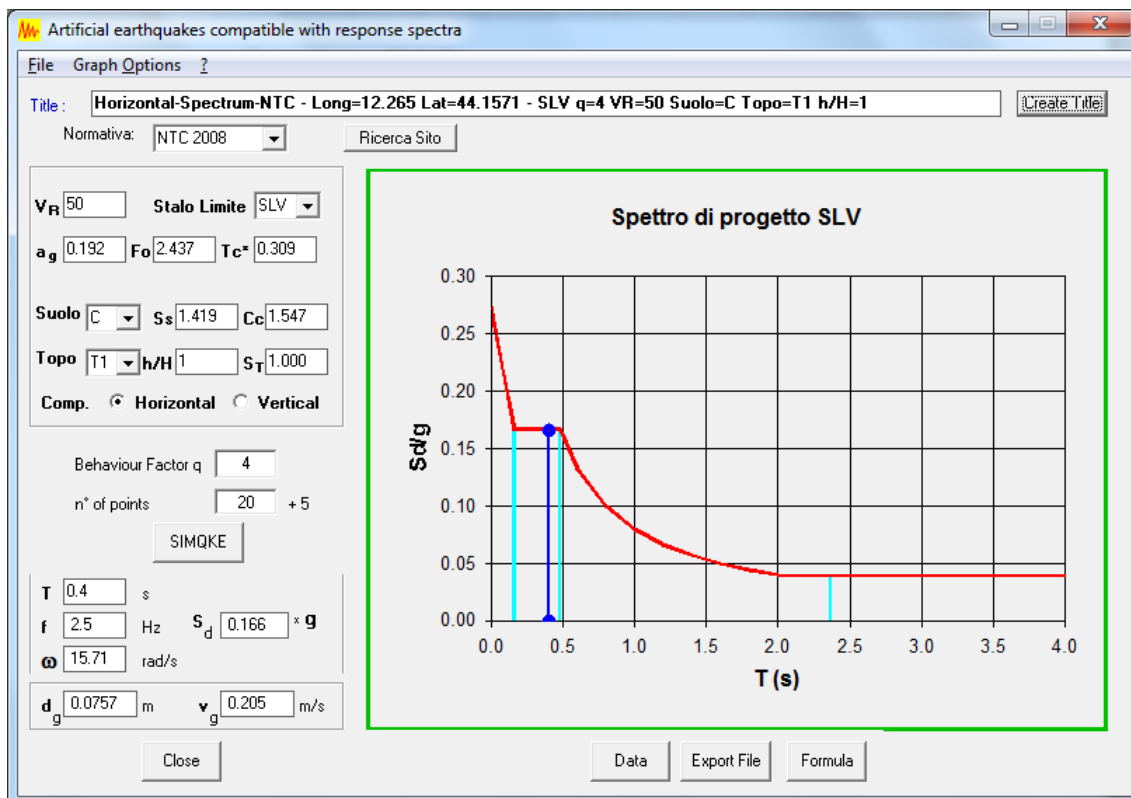 Artificial earthquakes compatible with response spectra
File Graph Options ?
Title : Horizontal-Spectrum-NTC - Long=12.265 Lat=44.1571 - SLV q=4 VR=50 Suolo=C Topo=T1 h/H=1 Create Title
Normativa: NTC 2008 Ricerca Sito
VR 50 Stalo Limite SLV
ag 0.192 Fo 2.437 Tc* 0.309
Suolo C Ss 1.419 Cc 1.547
Topo T1 h/H 1 ST 1.000
Comp. Horizontal Vertical
Behaviour Factor q 4
n° of points 20 + 5
SIMQKE
T 0.4 s
f 2.5 Hz Sd 0.166 x g
ω 15.71 rad/s
dg 0.0757 m vg 0.205 m/s
Close
Spettro di progetto SLV
Sd/g
0.30
0.25
0.20
0.15
0.10
0.05
0.00
0.0 0.5 1.0 1.5 2.0 2.5 3.0 3.5 4.0
T (s)
Data Export File Formula